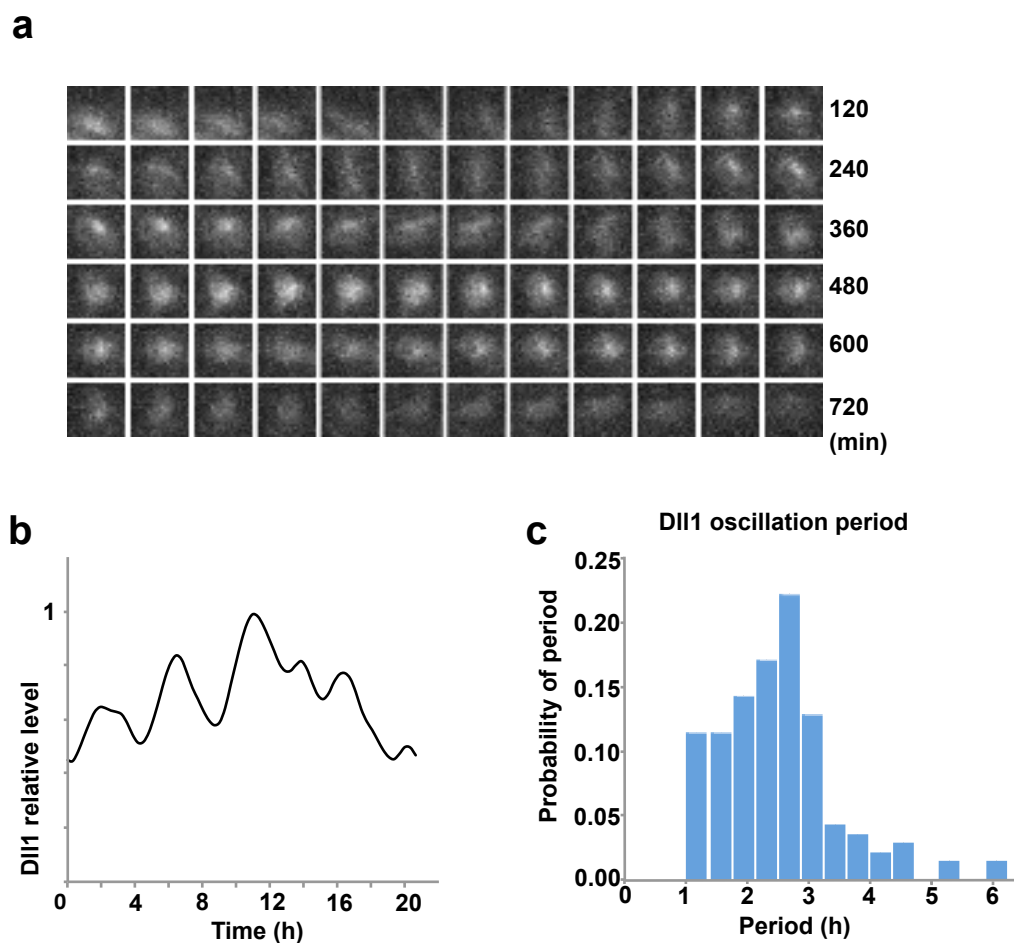 a
120
240
360
480
600
720
(min)
b
Dll1 relative level
1
0 4 8 12 16 20
Time (h)
c
Dll1 oscillation period
Probability of period
0.25
0.20
0.15
0.10
0.05
0.00
0 1 2 3 4 5 6
Period (h)